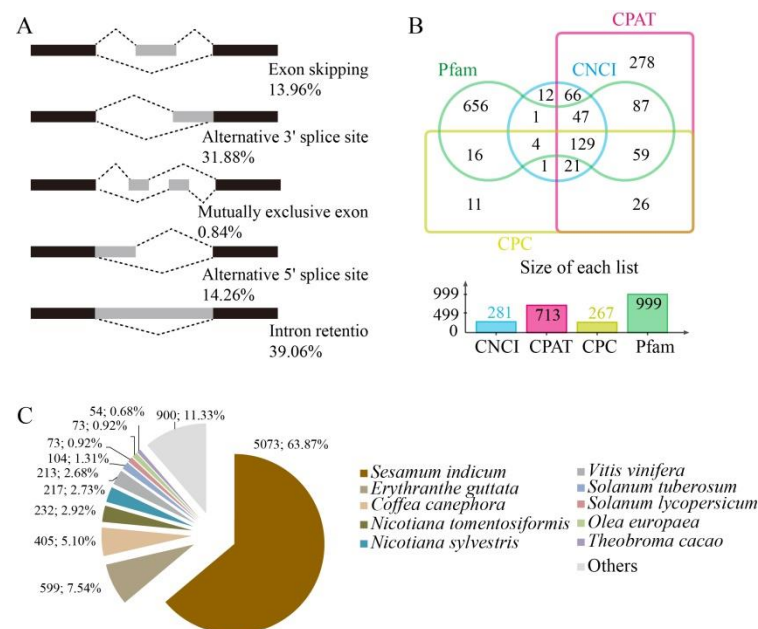 A
Exon skipping
13.96%
Alternative 3' splice site
31.88%
Mutually exclusive exon
0.84%
Alternative 5' splice site
14.26%
Intron retentio
39.06%
B
CPAT
Pfam
CNCI
278
656
12
66
87
1
47
16
4
129
59
1
21
11
26
CPC
Size of each list
999
499
0
281
713
267
999
CNCI
CPAT
CPC
Pfam
C
54; 0.68%
73; 0.92%
73; 0.92%
104; 1.31%
213; 2.68%
217; 2.73%
232; 2.92%
405; 5.10%
599; 7.54%
900; 11.33%
5073; 63.87%
Sesamum indicum
Erythranthe guttata
Coffea canephora
Nicotiana tomentosiformis
Nicotiana sylvestris
Vitis vinifera
Solanum tuberosum
Solanum lycopersicum
Olea europaea
Theobroma cacao
Others